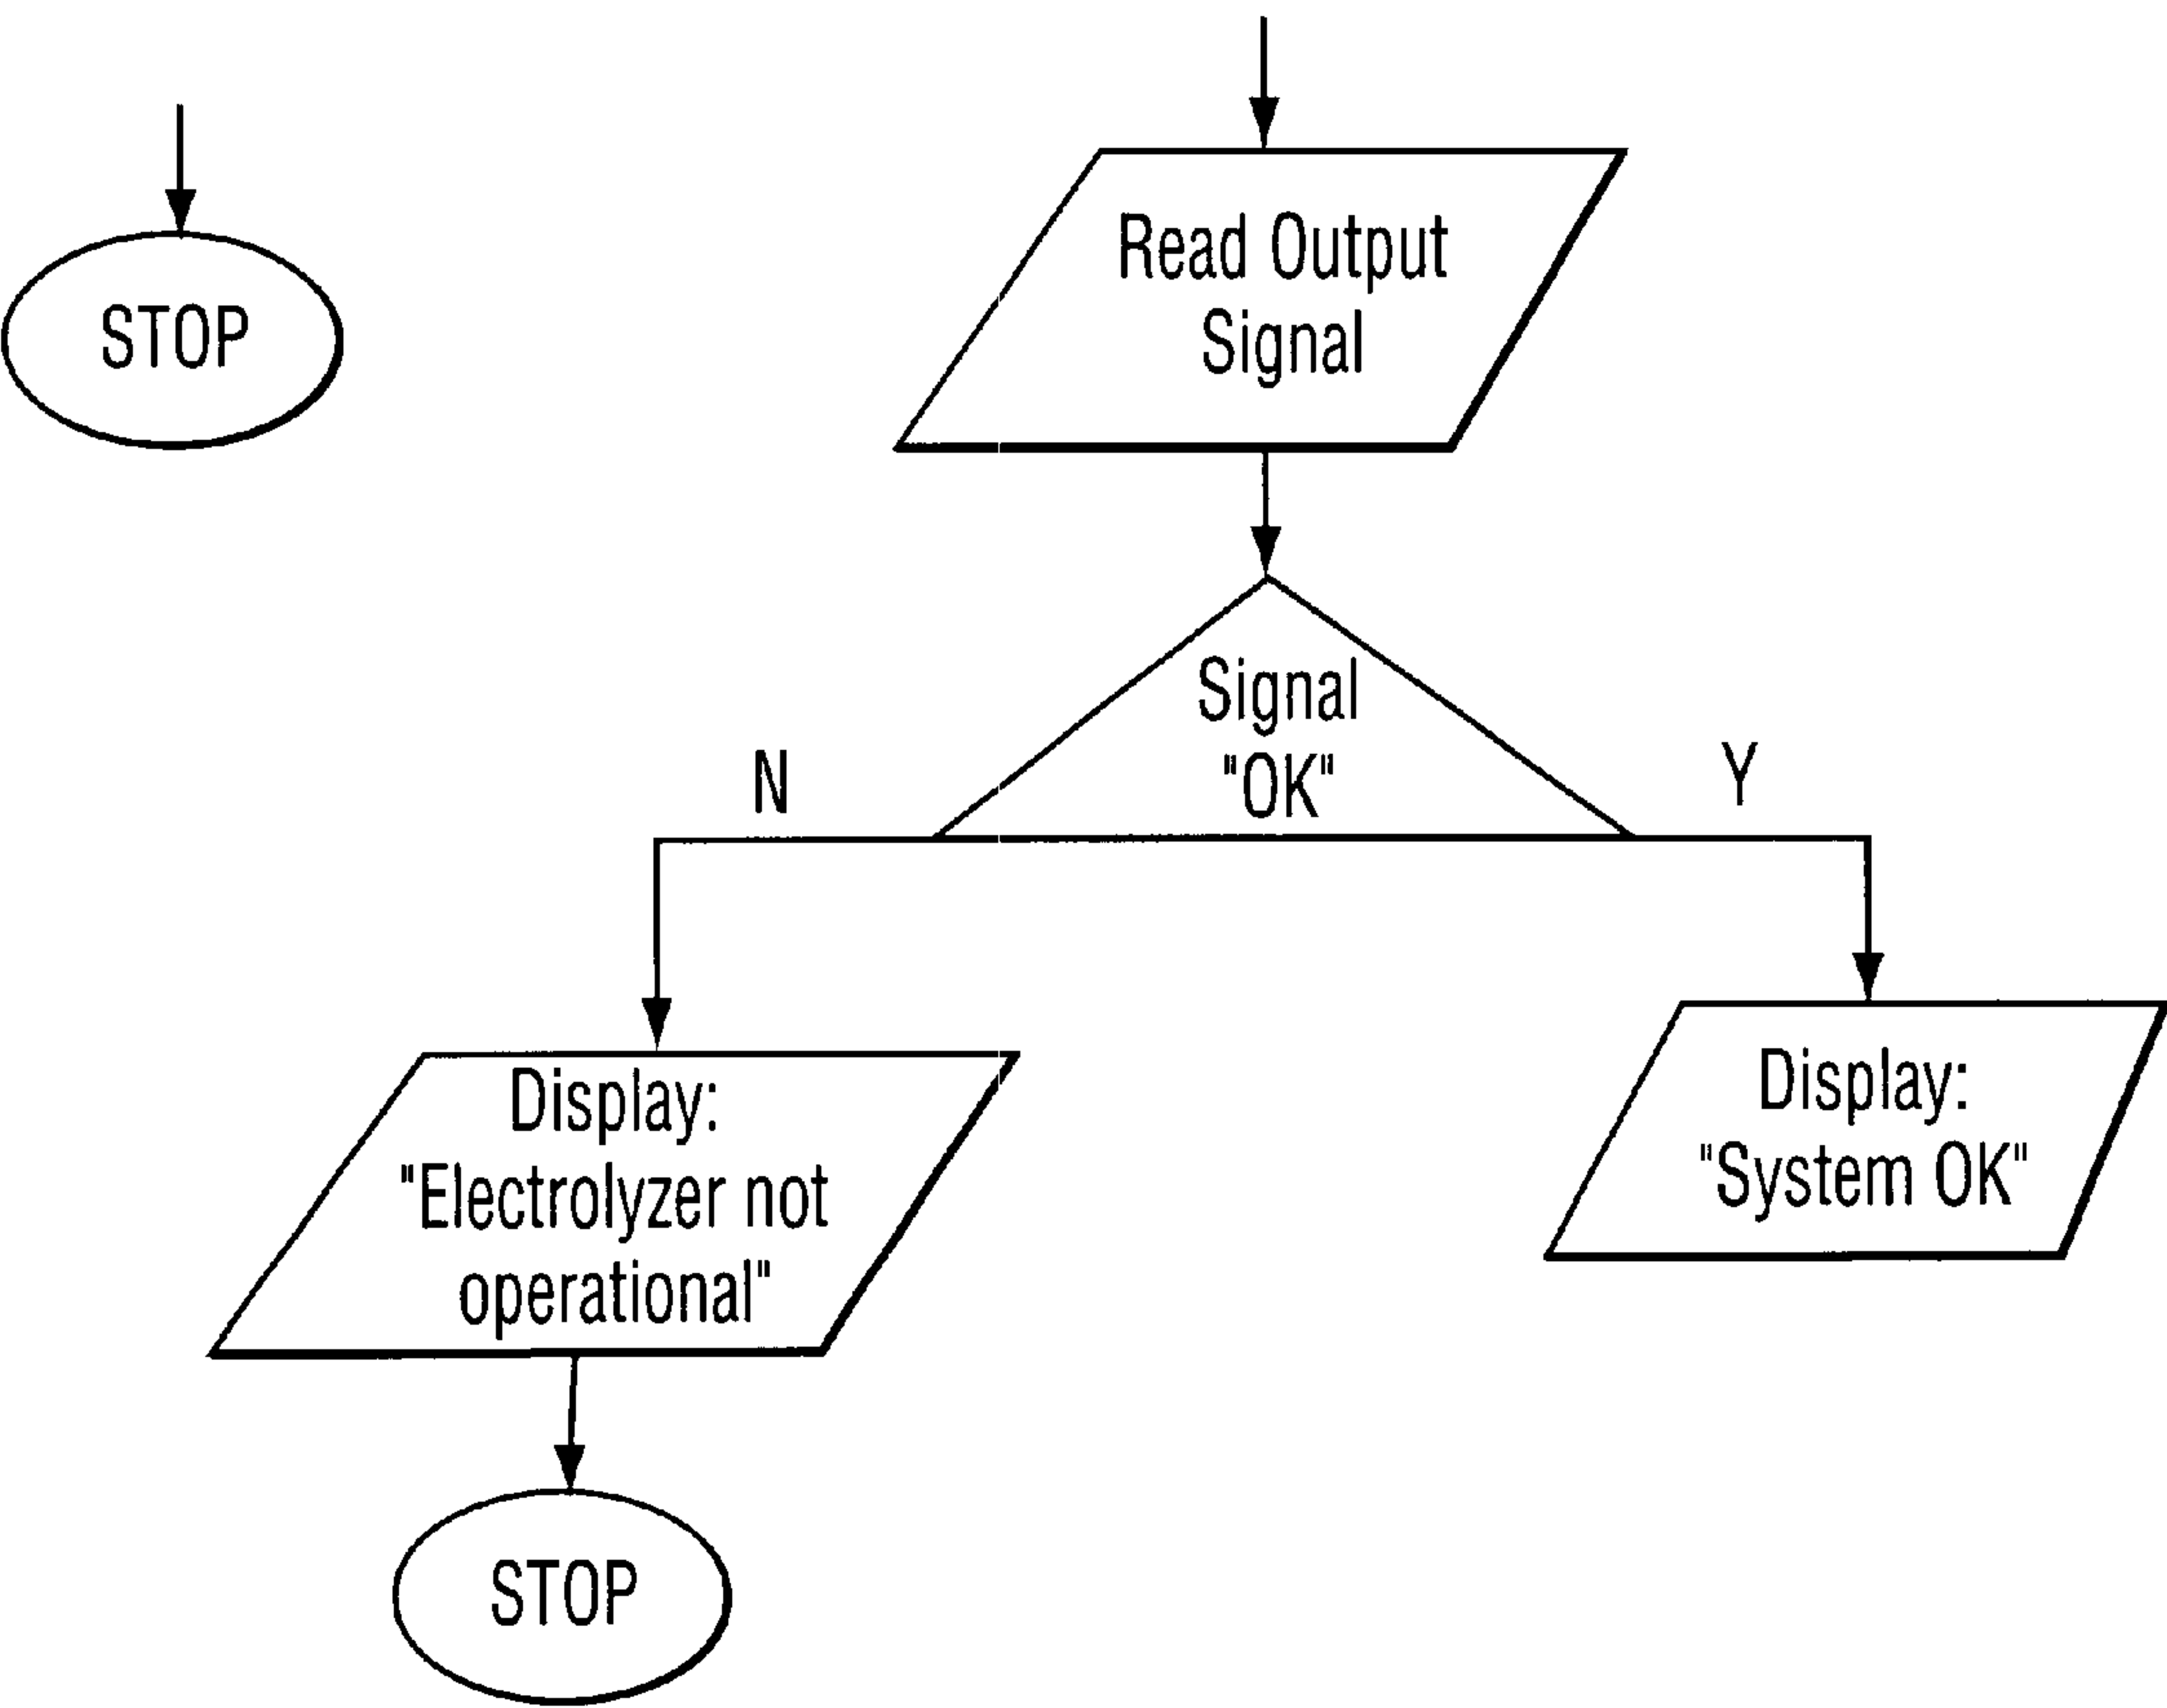 STOP
Read Output
Signal
Signal
"OK"
N
Y
Display:
"Electrolyzer not
operational"
Display:
"System OK"
STOP